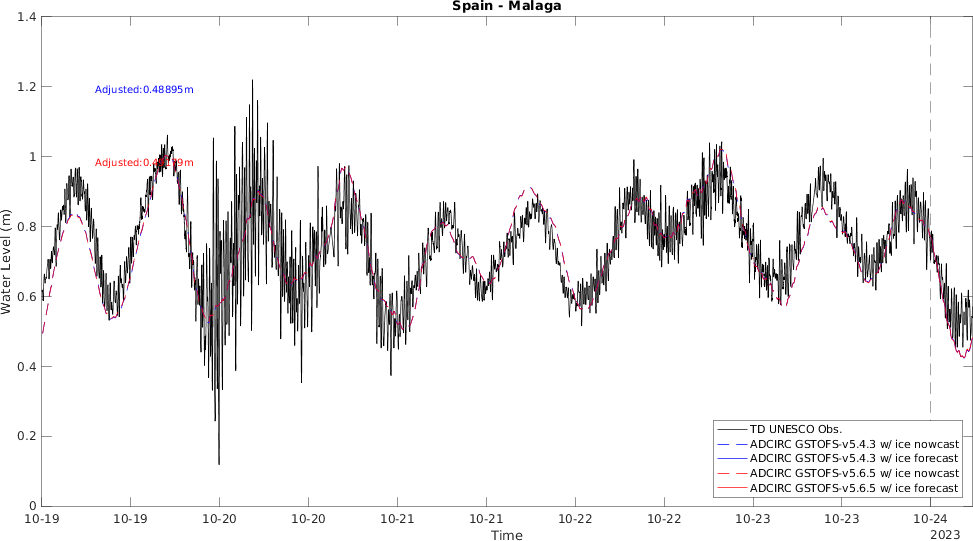 Spain - Malaga
1.4
1.2
1
0.8
0.6
0.4
0.2
0
Water Level (m)
Adjusted:0.48895m
TD UNESCO Obs.
ADCIRC GSTOFS-v5.4.3 w/ ice nowcast
ADCIRC GSTOFS-v5.4.3 w/ ice forecast
ADCIRC GSTOFS-v5.6.5 w/ ice nowcast
ADCIRC GSTOFS-v5.6.5 w/ ice forecast
10-19 10-19 10-20 10-20 10-21 10-21 10-22 10-22 10-23 10-23 10-24
Time
2023